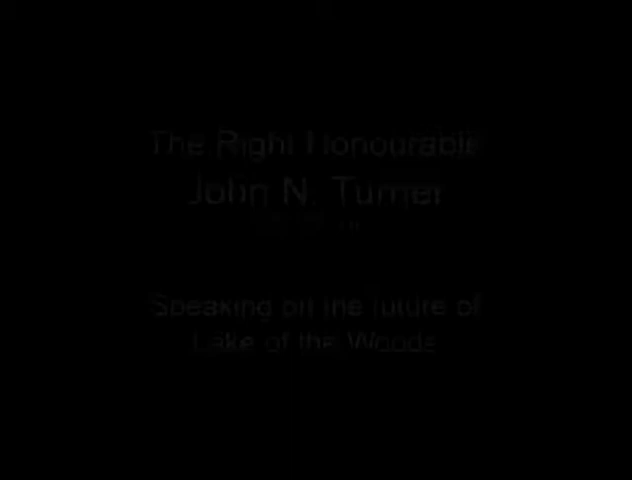 The Right Honourable
John N. Turner
Speaking on the future of
Lake of the Woods